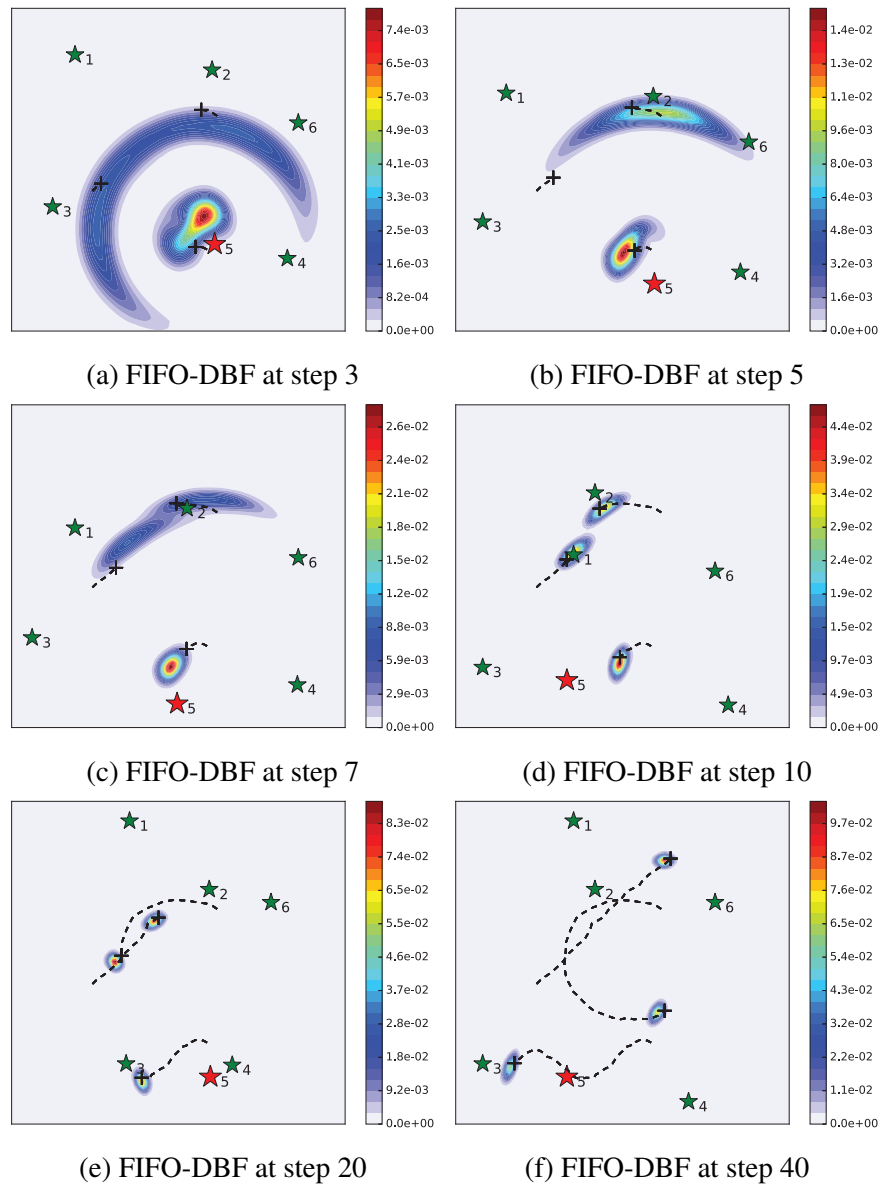 1
2
6
3
5
4
7.4e-03
6.5e-03
5.7e-03
4.9e-03
4.1e-03
3.3e-03
2.5e-03
1.6e-03
8.2e-04
0.0e+00
(a) FIFO-DBF at step 3
1
2
6
3
4
5
1.4e-02
1.3e-02
1.1e-02
9.6e-03
8.0e-03
6.4e-03
4.8e-03
3.2e-03
1.6e-03
0.0e+00
(b) FIFO-DBF at step 5
1
2
6
3
4
5
2.6e-02
2.4e-02
2.1e-02
1.8e-02
1.5e-02
1.2e-02
8.8e-03
5.9e-03
2.9e-03
0.0e+00
(c) FIFO-DBF at step 7
2
1
6
3
5
4
4.4e-02
3.9e-02
3.4e-02
2.9e-02
2.4e-02
1.9e-02
1.5e-02
9.7e-03
4.9e-03
0.0e+00
(d) FIFO-DBF at step 10
1
2
6
3
4
5
8.3e-02
7.4e-02
6.5e-02
5.5e-02
4.6e-02
3.7e-02
2.8e-02
1.8e-02
9.2e-03
0.0e+00
(e) FIFO-DBF at step 20
1
2
6
3
5
4
9.7e-02
8.6e-02
7.5e-02
6.4e-02
5.4e-02
4.3e-02
3.2e-02
2.1e-02
1.1e-02
0.0e+00
(f) FIFO-DBF at step 40